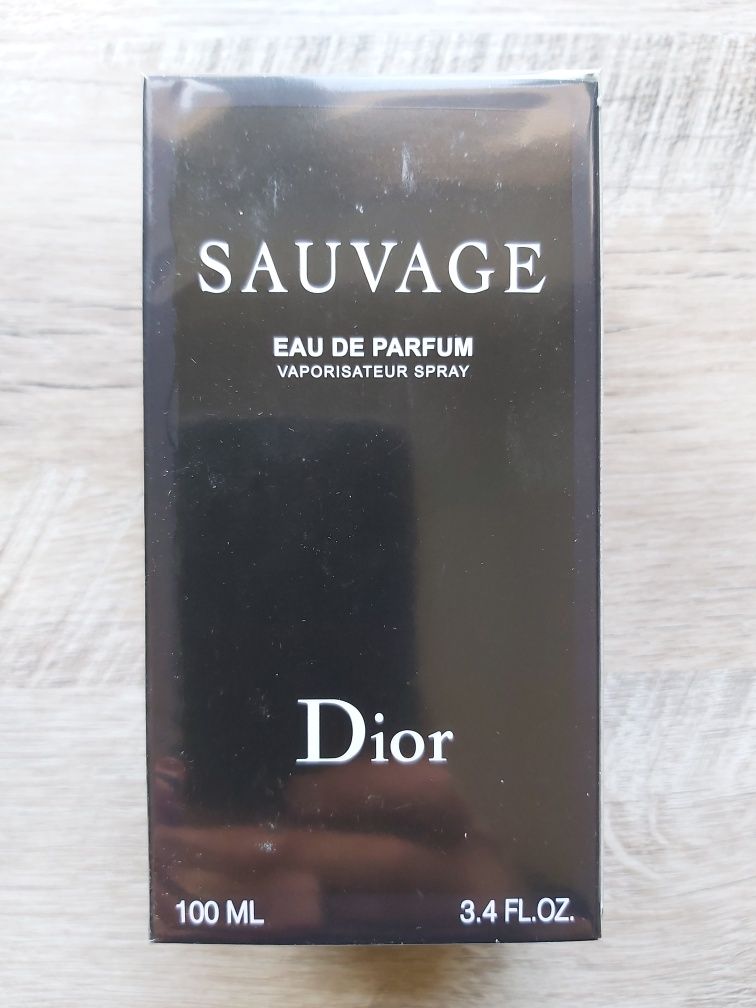 SAUVAGE
EAU DE PARFUM
VAPORISATEUR SPRAY
Dior
100 ML 3.4 FL.OZ.